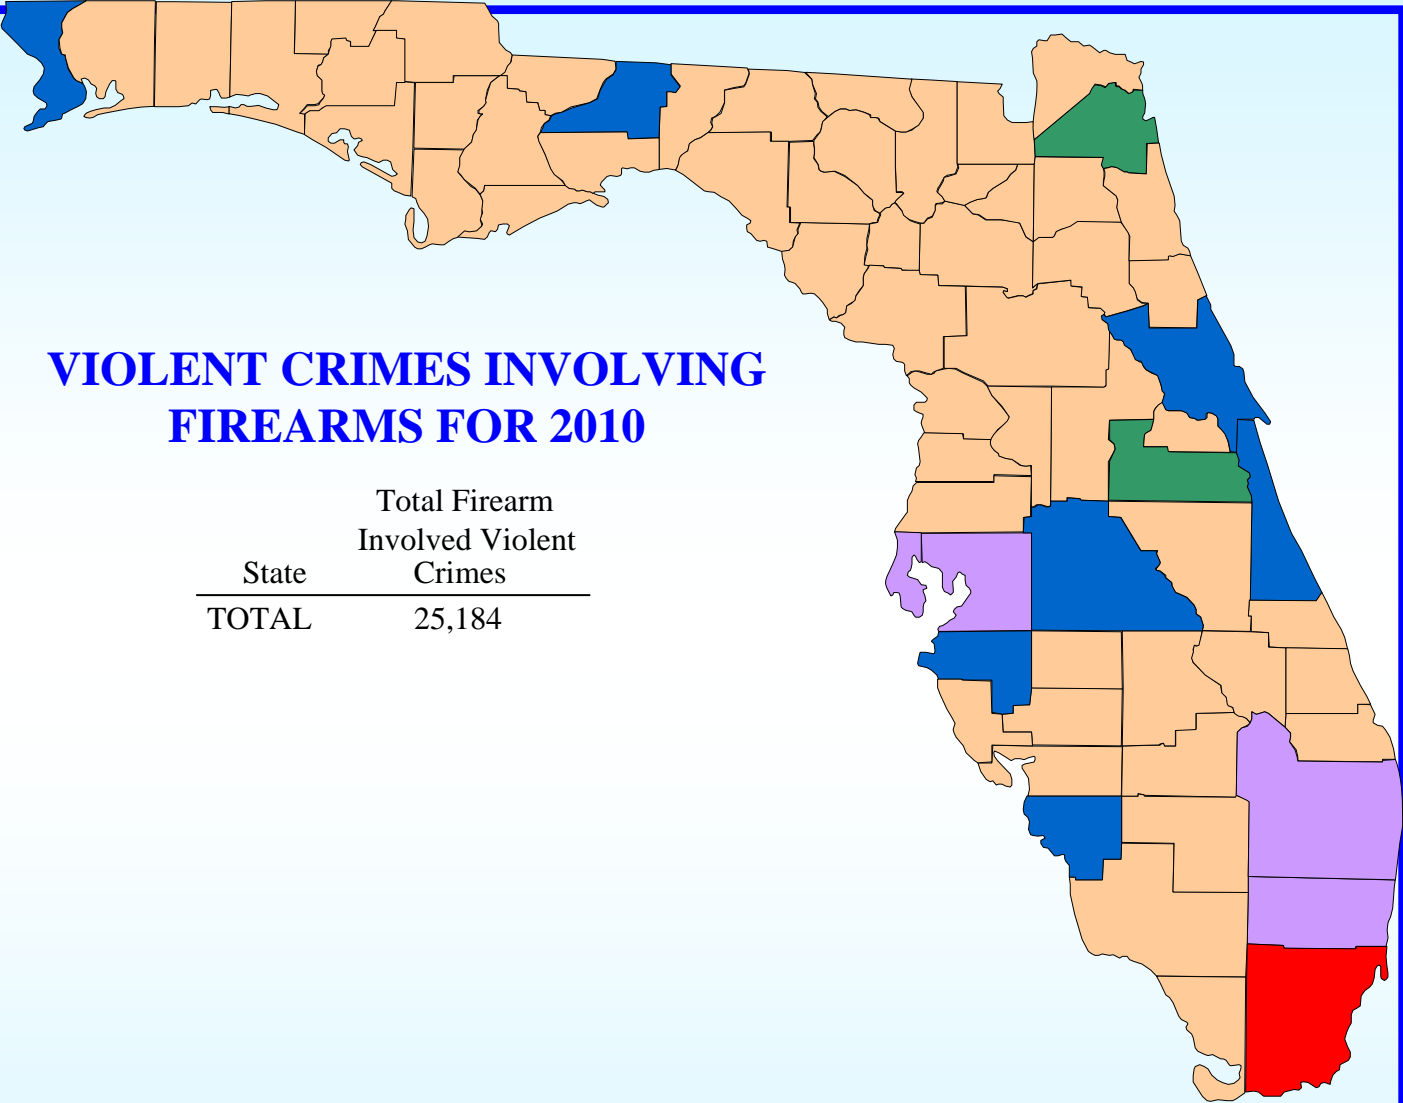 VIOLENT CRIMES INVOLVING
FIREARMS FOR 2010
Total Firearm
Involved Violent
State Crimes
TOTAL 25,184